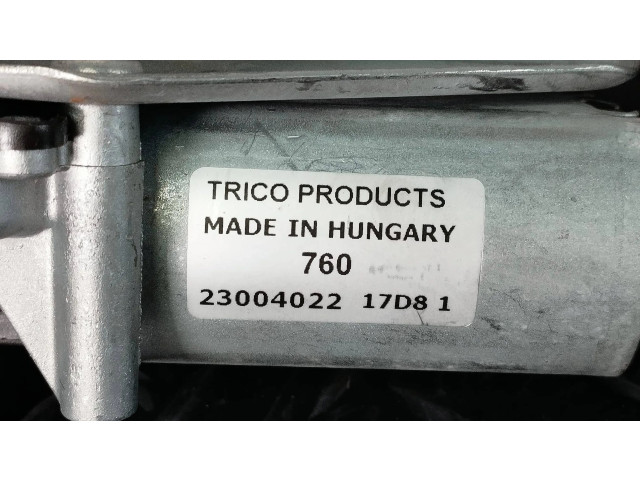 TRICO PRODUCTS
MADE IN HUNGARY
760
23004022 17D8 1